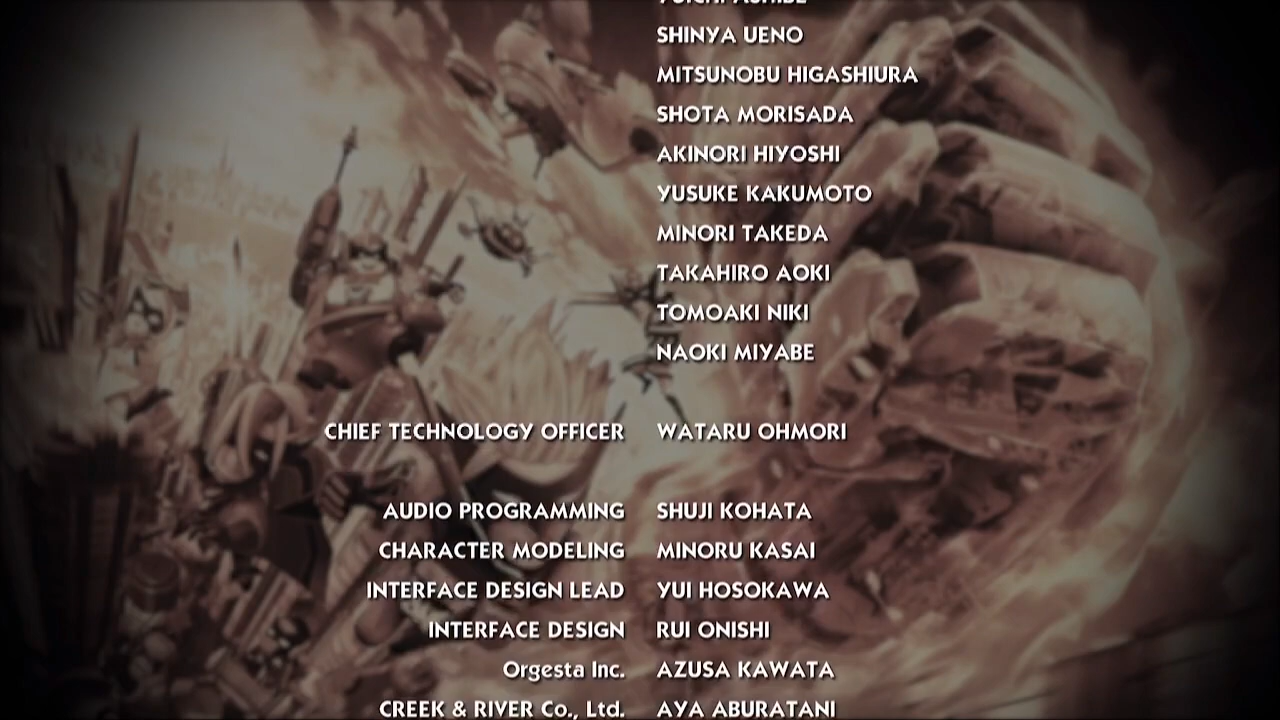 SHINYA UENO
MITSUNOBU HIGASHIURA
SHOTA MORISADA
AKINORI HIYOSHI
YUSUKE KAKUMOTO
MINORI TAKEDA
TAKAHIRO AOKI
TOMOAKI NIKI
NAOKI MIYABE
CHIEF TECHNOLOGY OFFICER WATARU OHMORI
AUDIO PROGRAMMING SHUJI KOHATA
CHARACTER MODELING MINORU KASAI
INTERFACE DESIGN LEAD YUI HOSOKAWA
INTERFACE DESIGN RUI ONISHI
Orgesta Inc. AZUSA KAWATA
CREEK & RIVER Co., Ltd. AYA ABURATANI